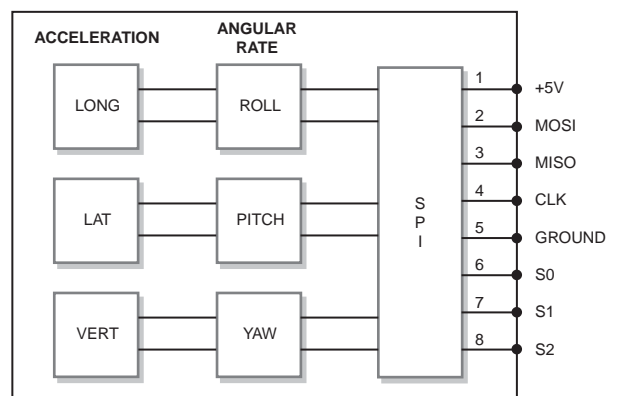 ACCELERATION
ANGULAR
RATE
LONG
ROLL
LAT
PITCH
VERT
YAW
S
P
I
1 +5V
2 MOSI
3 MISO
4 CLK
5 GROUND
6 S0
7 S1
8 S2